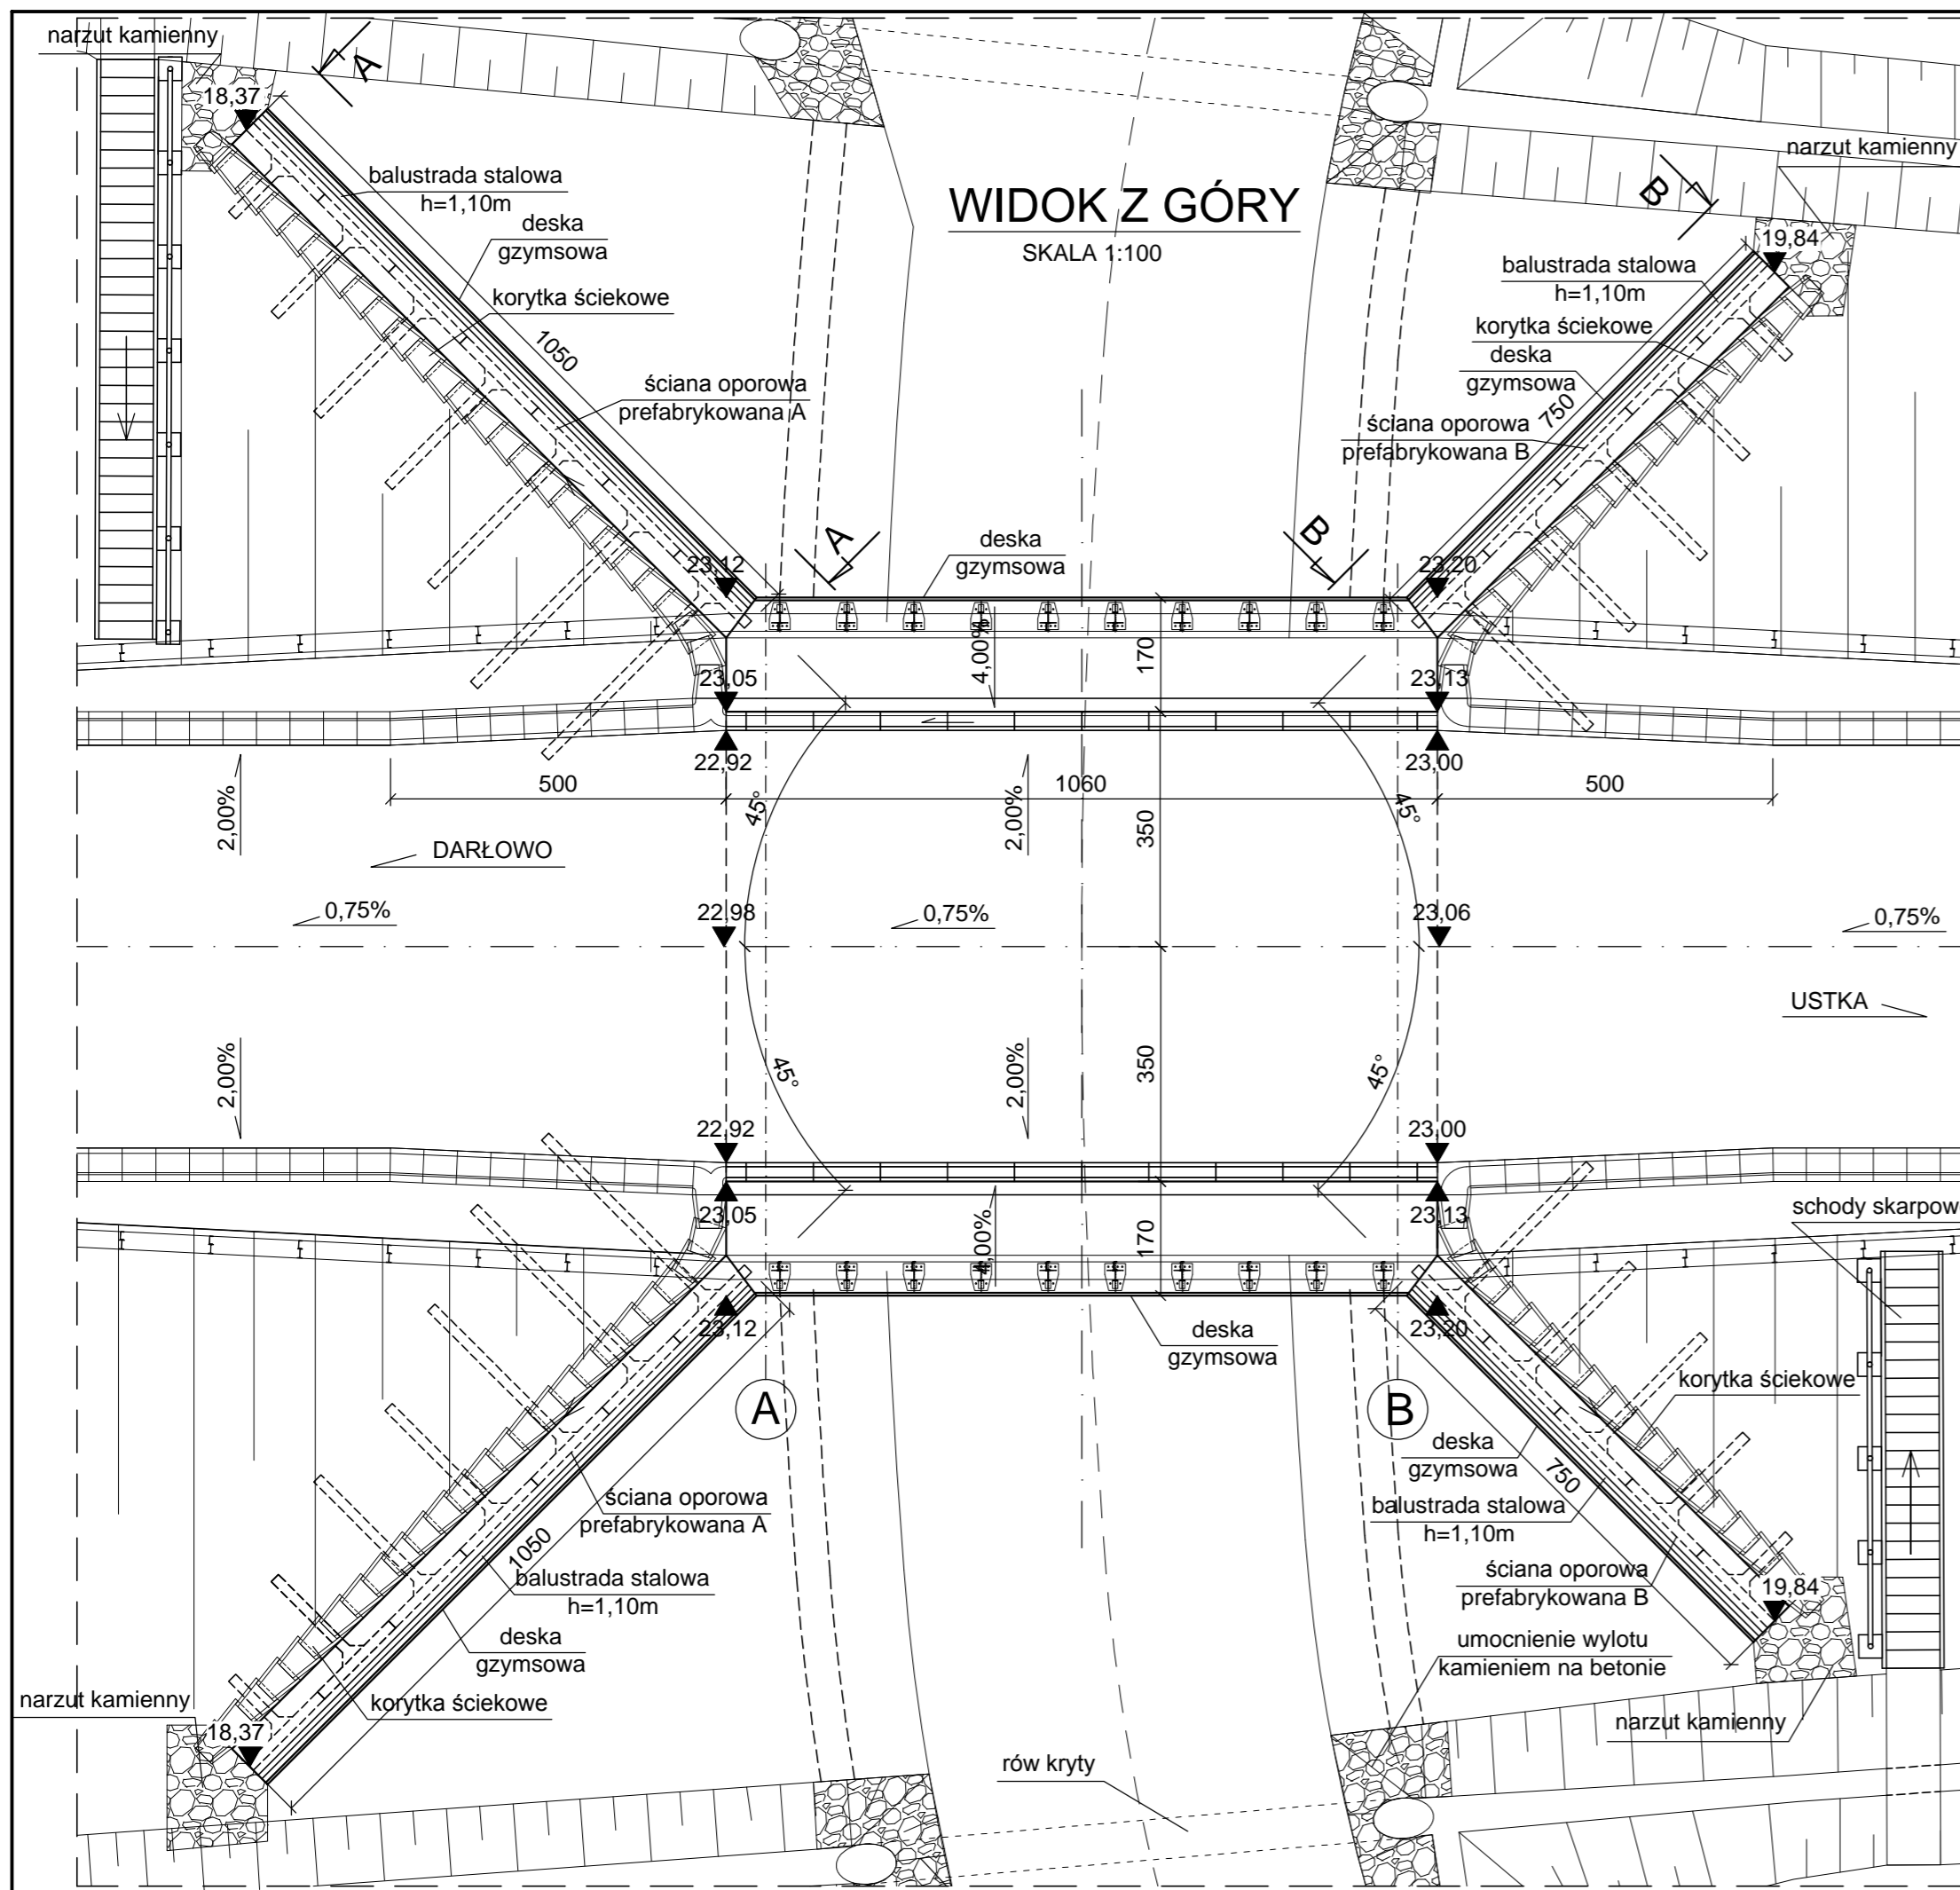 narzut kamienny
18,37
A
balustrada stalowa
h=1,10m
deska
gzymsowa
korytka ściekowe
1050
ściana oporowa
prefabrykowana A
WIDOK Z GÓRY
SKALA 1:100
narzut kamienny
B
19,84
balustrada stalowa
h=1,10m
korytka ściekowe
deska
gzymsowa
750
ściana oporowa
prefabrykowana B
A
B
deska
gzymsowa
23,12
23,20
4,00%
170
23,05
23,13
22,92
23,00
500
1060
500
2,00%
45°
2,00%
350
45°
DARŁOWO
0,75%
22,98
0,75%
23,06
0,75%
USTKA
2,00%
45°
2,00%
350
45°
22,92
23,00
23,05
23,13
4,00%
170
schody skarpow
23,12
23,20
deska
gzymsowa
A
B
korytka ściekowe
deska
gzymsowa
750
ściana oporowa
prefabrykowana A
1050
balustrada stalowa
h=1,10m
balustrada stalowa
h=1,10m
ściana oporowa
prefabrykowana B
19,84
deska
gzymsowa
umocnienie wylotu
kamieniem na betonie
narzut kamienny
korytka ściekowe
18,37
narzut kamienny
rów kryty